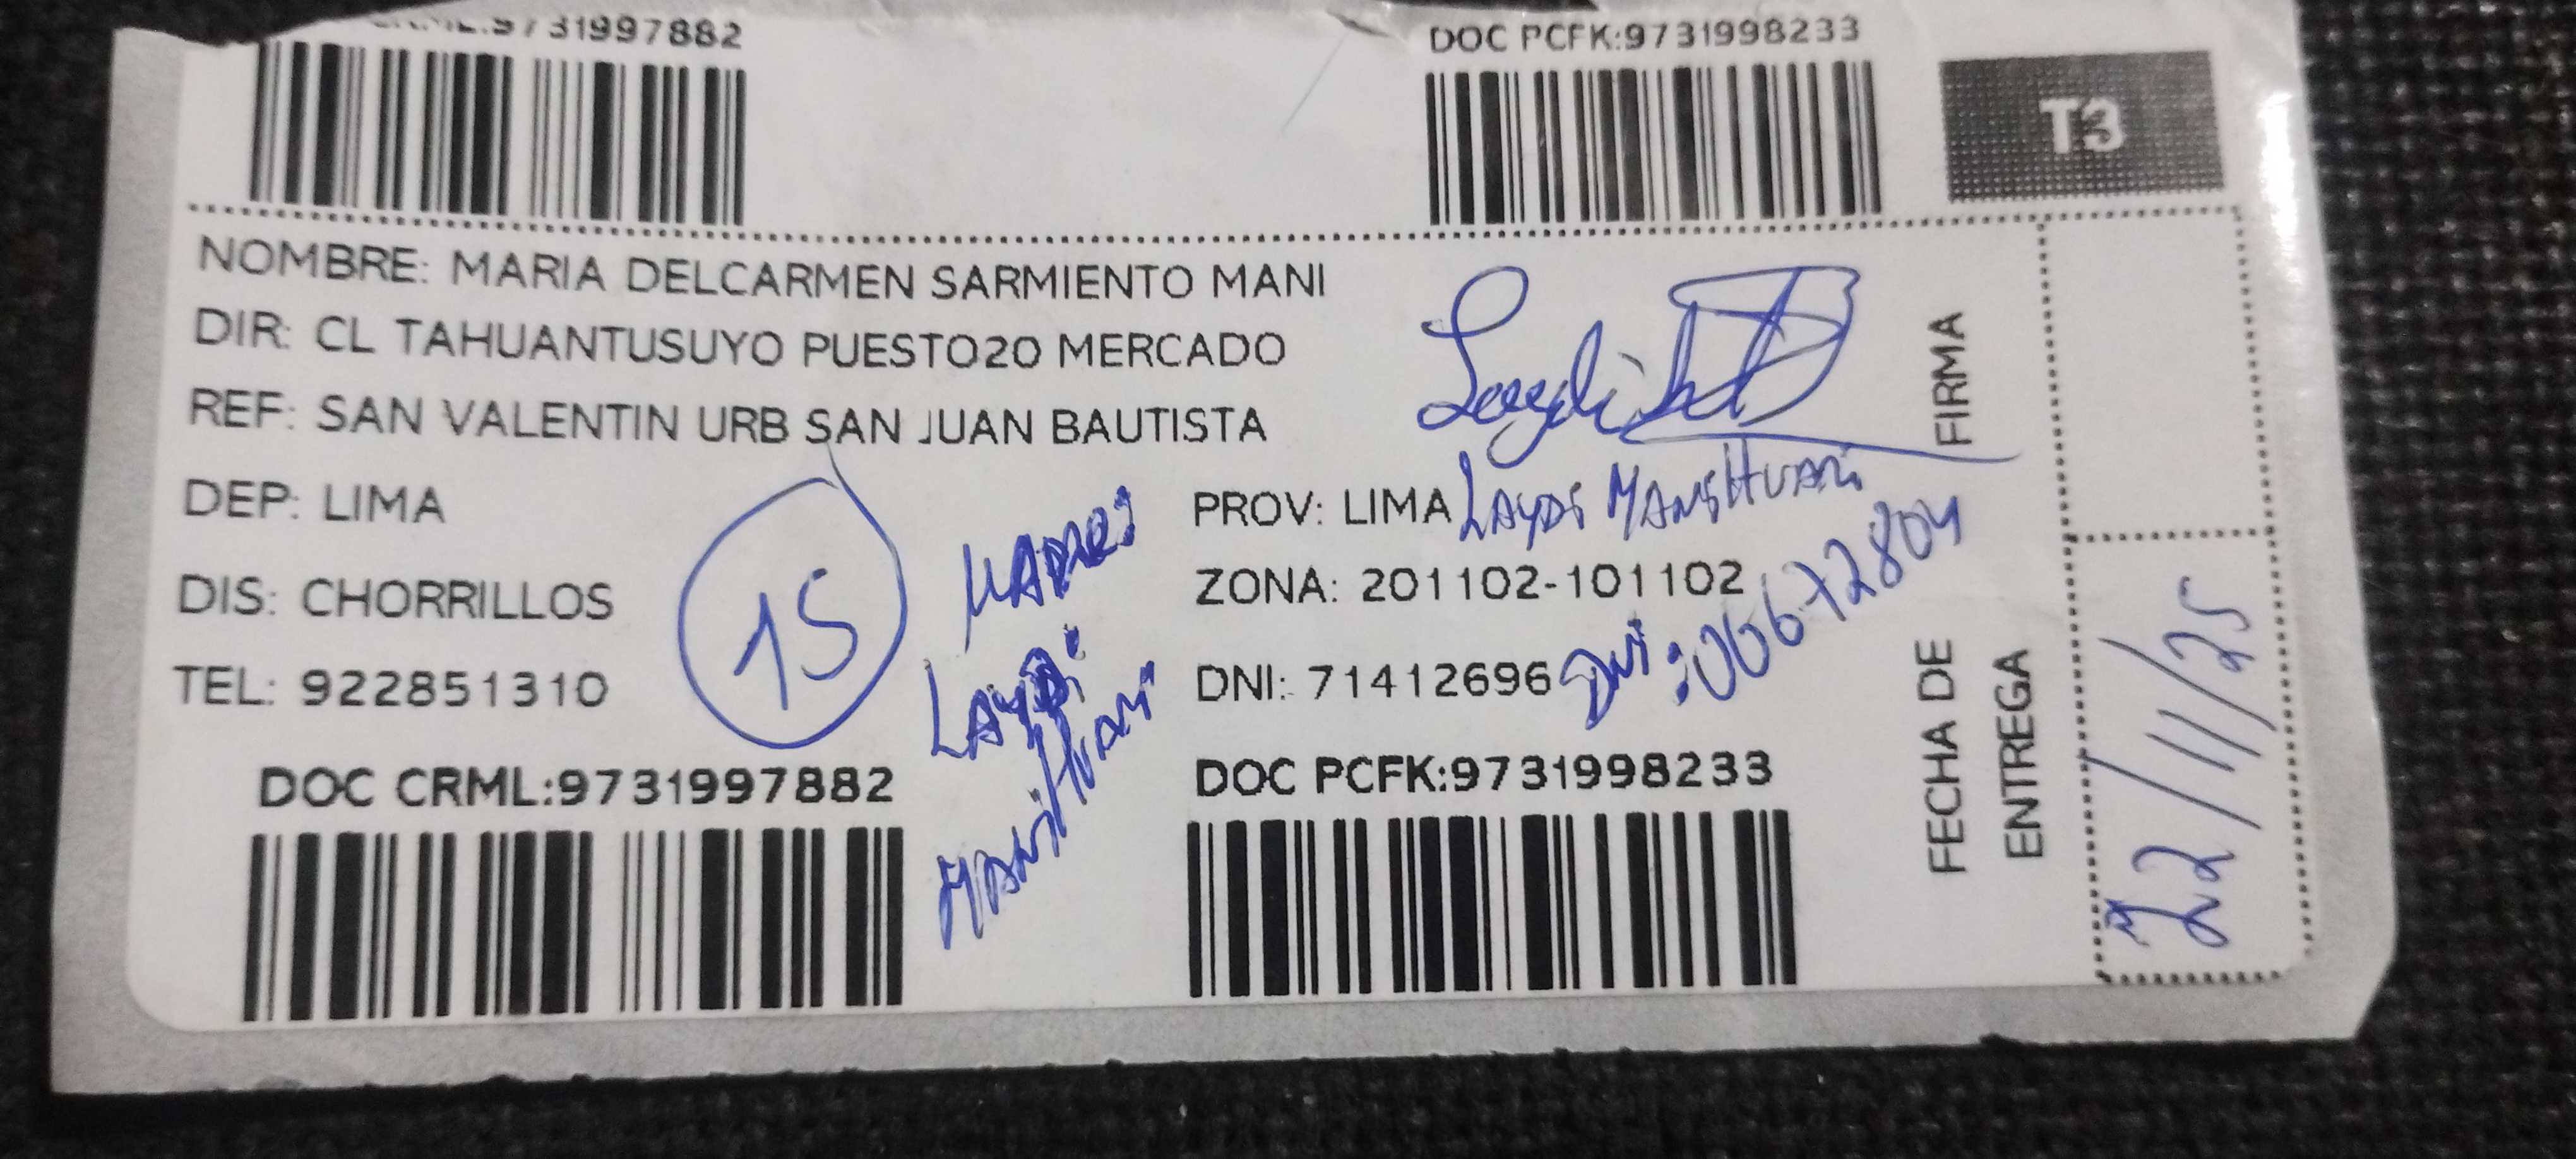 9731997882
DOC PCFK:9731998233
T3
NOMBRE: MARIA DELCARMEN SARMIENTO MANI
DIR: CL TAHUANTUSUYO PUESTO20 MERCADO
REF: SAN VALENTIN URB SAN JUAN BAUTISTA
FIRMA
DEP: LIMA
PROV: LIMA
DIS: CHORRILLOS
15
ZONA: 201102-101102
TEL: 922851310
DNI: 71412696
DNI:
FECHA DE
ENTREGA
22/11/25
DOC CRML:9731997882
DOC PCFK:9731998233